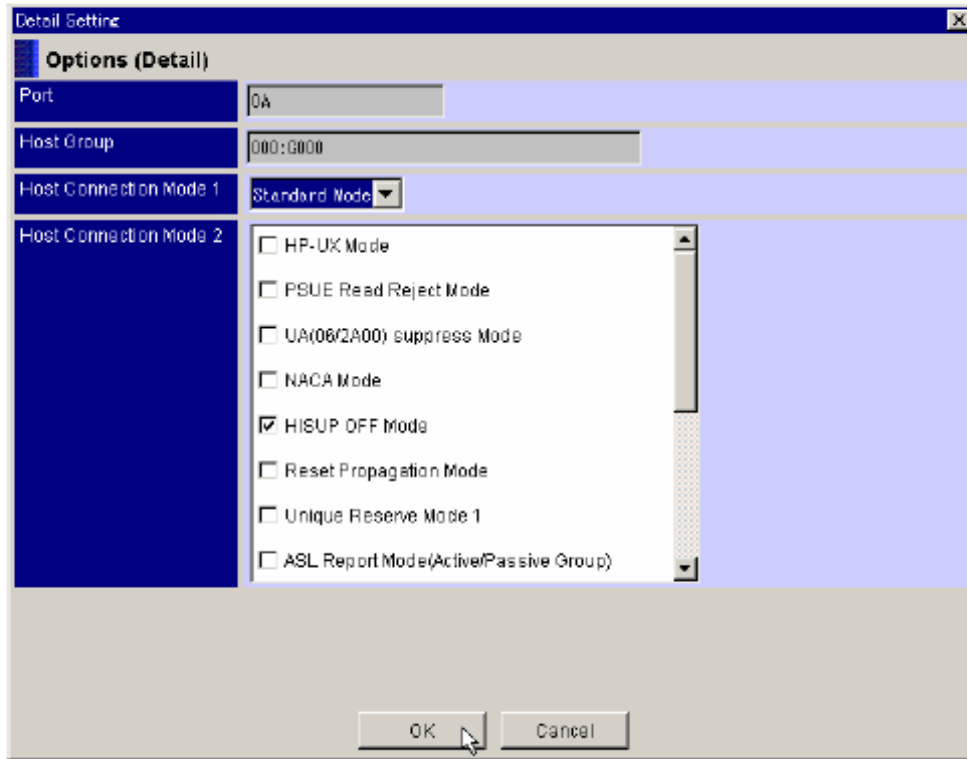 Detail Setting
Options (Detail)
Port
0A
Host Group
000:G000
Host Connection Mode 1
Standard Mode
Host Connection Mode 2
HP-UX Mode
PSUE Read Reject Mode
UA(06/2A00) suppress Mode
NACA Mode
HISUP OFF Mode
Reset Propagation Mode
Unique Reserve Mode 1
ASL Report Mode(Active/Passive Group)
OK
Cancel